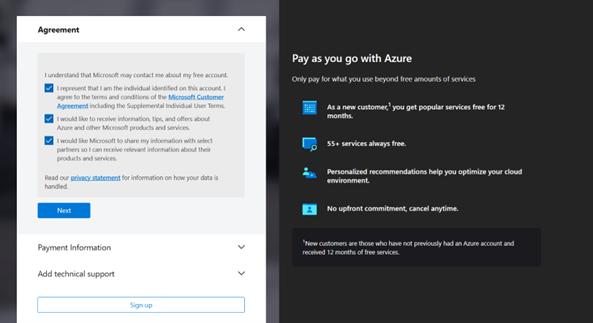 Agreement
I understand that Microsoft may contact me about my free account.
I represent that I am the individual identified on this account. I
agree to the terms and conditions of the Microsoft Customer
Agreement including the Supplemental Individual User Terms.
I would like to receive information, tips, and offers about
Azure and other Microsoft products and services.
I would like Microsoft to share my information with select
partners so I can receive relevant information about their
products and services.
Read our privacy statement for information on how your data is
handled.
Next
Payment Information
Add technical support
Sign up
Pay as you go with Azure
Only pay for what you use beyond free amounts of services
As a new customer,¹ you get popular services free for 12
months.
55+ services always free.
Personalized recommendations help you optimize your cloud
environment.
No upfront commitment, cancel anytime.
¹New customers are those who have not previously had an Azure account and
received 12 months of free services.